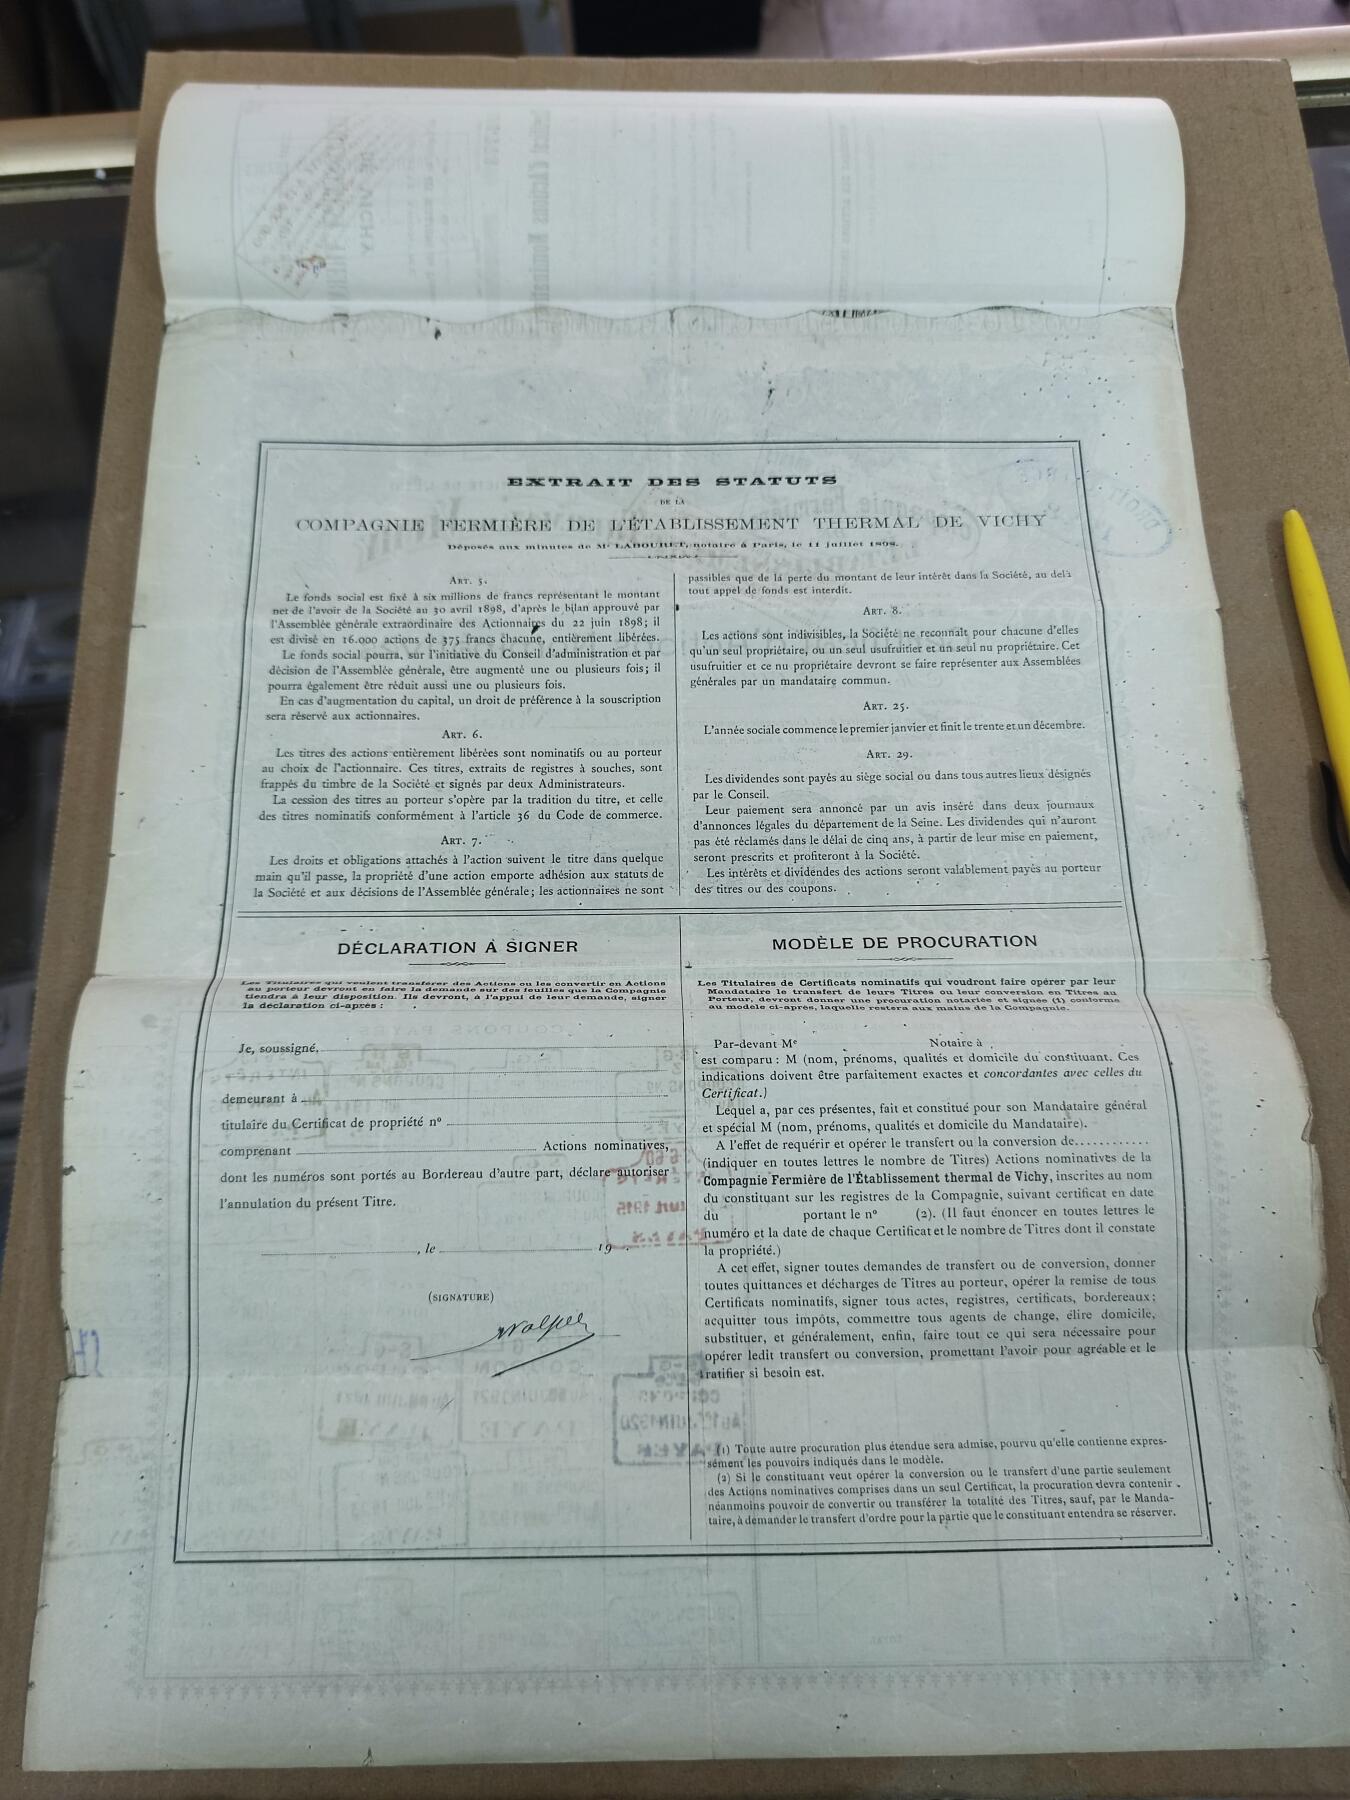 EXTRAIT DES STATUTS
DE LA
COMPAGNIE FERMIÈRE DE L'ÉTABLISSEMENT THERMAL DE VICHY
Déposés aux minutes de Me LABOURET, notaire à Paris, le 11 juillet 1898.
ART. 5.
Le fonds social est fixé à six millions de francs représentant le montant
net de l'avoir de la Société au 30 avril 1898, d'après le bilan approuvé par
l'Assemblée générale extraordinaire des Actionnaires du 22 juin 1898; il
est divisé en 16.000 actions de 375 francs chacune, entièrement libérées.
Le fonds social pourra, sur l'initiative du Conseil d'administration et par
décision de l'Assemblée générale, être augmenté une ou plusieurs fois; il
pourra également être réduit aussi une ou plusieurs fois.
En cas d'augmentation du capital, un droit de préférence à la souscription
sera réservé aux actionnaires.
ART. 6.
Les titres des actions entièrement libérées sont nominatifs ou au porteur
au choix de l'actionnaire. Ces titres, extraits de registres à souches, sont
frappés du timbre de la Société et signés par deux Administrateurs.
La cession des titres au porteur s'opère par la tradition du titre, et celle
des titres nominatifs conformément à l'article 36 du Code de commerce.
ART. 7.
Les droits et obligations attachés à l'action suivent le titre dans quelque
main qu'il passe, la propriété d'une action emporte adhésion aux statuts de
la Société et aux décisions de l'Assemblée générale; les actionnaires ne sont
passibles que de la perte du montant de leur intérêt dans la Société, au delà
tout appel de fonds est interdit.
ART. 8.
Les actions sont indivisibles, la Société ne reconnaît pour chacune d'elles
qu'un seul propriétaire, ou un seul usufruitier et un seul nu propriétaire. Cet
usufruitier et ce nu propriétaire devront se faire représenter aux Assemblées
générales par un mandataire commun.
ART. 25.
L'année sociale commence le premier janvier et finit le trente et un décembre.
ART. 29.
Les dividendes sont payés au siège social ou dans tous autres lieux désignés
par le Conseil.
Leur paiement sera annoncé par un avis inséré dans deux journaux
d'annonces légales du département de la Seine. Les dividendes qui n'auront
pas été réclamés dans le délai de cinq ans, à partir de leur mise en paiement,
seront prescrits et profiteront à la Société.
Les intérêts et dividendes des actions seront valablement payés au porteur
des titres ou des coupons.
DÉCLARATION A SIGNER
Les Titulaires qui veulent transférer des Actions ou les convertir en Actions
au porteur devront en faire la demande sur des feuilles que la Compagnie
tiendra à leur disposition. Ils devront, à l'appui de leur demande, signer
la déclaration ci-après :
Je, soussigné,
demeurant à
titulaire du Certificat de propriété no
comprenant Actions nominatives,
dont les numéros sont portés au Bordereau d'autre part, déclare autoriser
l'annulation du présent Titre.
, le 19 .
(SIGNATURE)
MODÈLE DE PROCURATION
Les Titulaires de Certificats nominatifs qui voudront faire opérer par leur
Mandataire le transfert de leurs Titres ou leur conversion en Titres au
Porteur, devront donner une procuration notariée et signée (1) conforme
au modèle ci-après, laquelle restera aux mains de la Compagnie.
Par-devant Me Notaire à
est comparu : M (nom, prénoms, qualités et domicile du constituant. Ces
indications doivent être parfaitement exactes et concordantes avec celles du
Certificat.)
Lequel a, par ces présentes, fait et constitué pour son Mandataire général
et spécial M (nom, prénoms, qualités et domicile du Mandataire).
A l'effet de requérir et opérer le transfert ou la conversion de............
(indiquer en toutes lettres le nombre de Titres) Actions nominatives de la
Compagnie Fermière de l'Établissement thermal de Vichy, inscrites au nom
du constituant sur les registres de la Compagnie, suivant certificat en date
du portant le no (2). (Il faut énoncer en toutes lettres le
numéro et la date de chaque Certificat et le nombre de Titres dont il constate
la propriété.)
A cet effet, signer toutes demandes de transfert ou de conversion, donner
toutes quittances et décharges de Titres au porteur, opérer la remise de tous
Certificats nominatifs, signer tous actes, registres, certificats, bordereaux;
acquitter tous impôts, commettre tous agents de change, élire domicile,
substituer, et généralement, enfin, faire tout ce qui sera nécessaire pour
opérer ledit transfert ou conversion, promettant l'avoir pour agréable et le
ratifier si besoin est.
(1) Toute autre procuration plus étendue sera admise, pourvu qu'elle contienne expres-
sément les pouvoirs indiqués dans le modèle.
(2) Si le constituant veut opérer la conversion ou le transfert d'une partie seulement
des Actions nominatives comprises dans un seul Certificat, la procuration devra contenir
néanmoins pouvoir de convertir ou transférer la totalité des Titres, sauf, par le Manda-
taire, à demander le transfert d'ordre pour la partie que le constituant entendra se réserver.